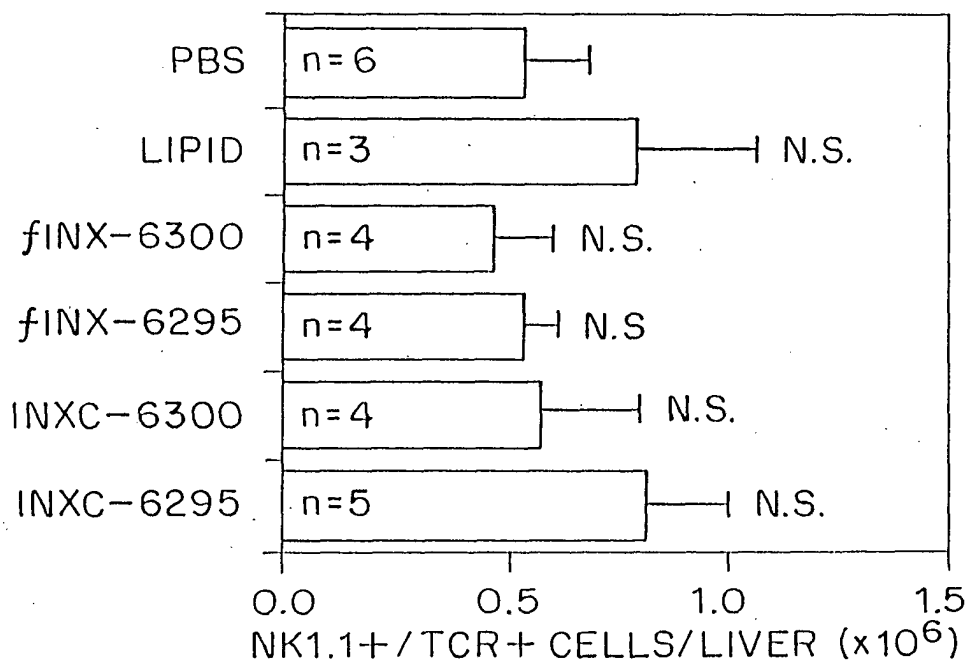 PBS n=6
LIPID n=3 N.S.
fINX-6300 n=4 N.S.
fINX-6295 n=4 N.S
INXC-6300 n=4 N.S.
INXC-6295 n=5 N.S.
0.0 0.5 1.0 1.5
NK1.1+/TCR+ CELLS/LIVER (x10⁶)